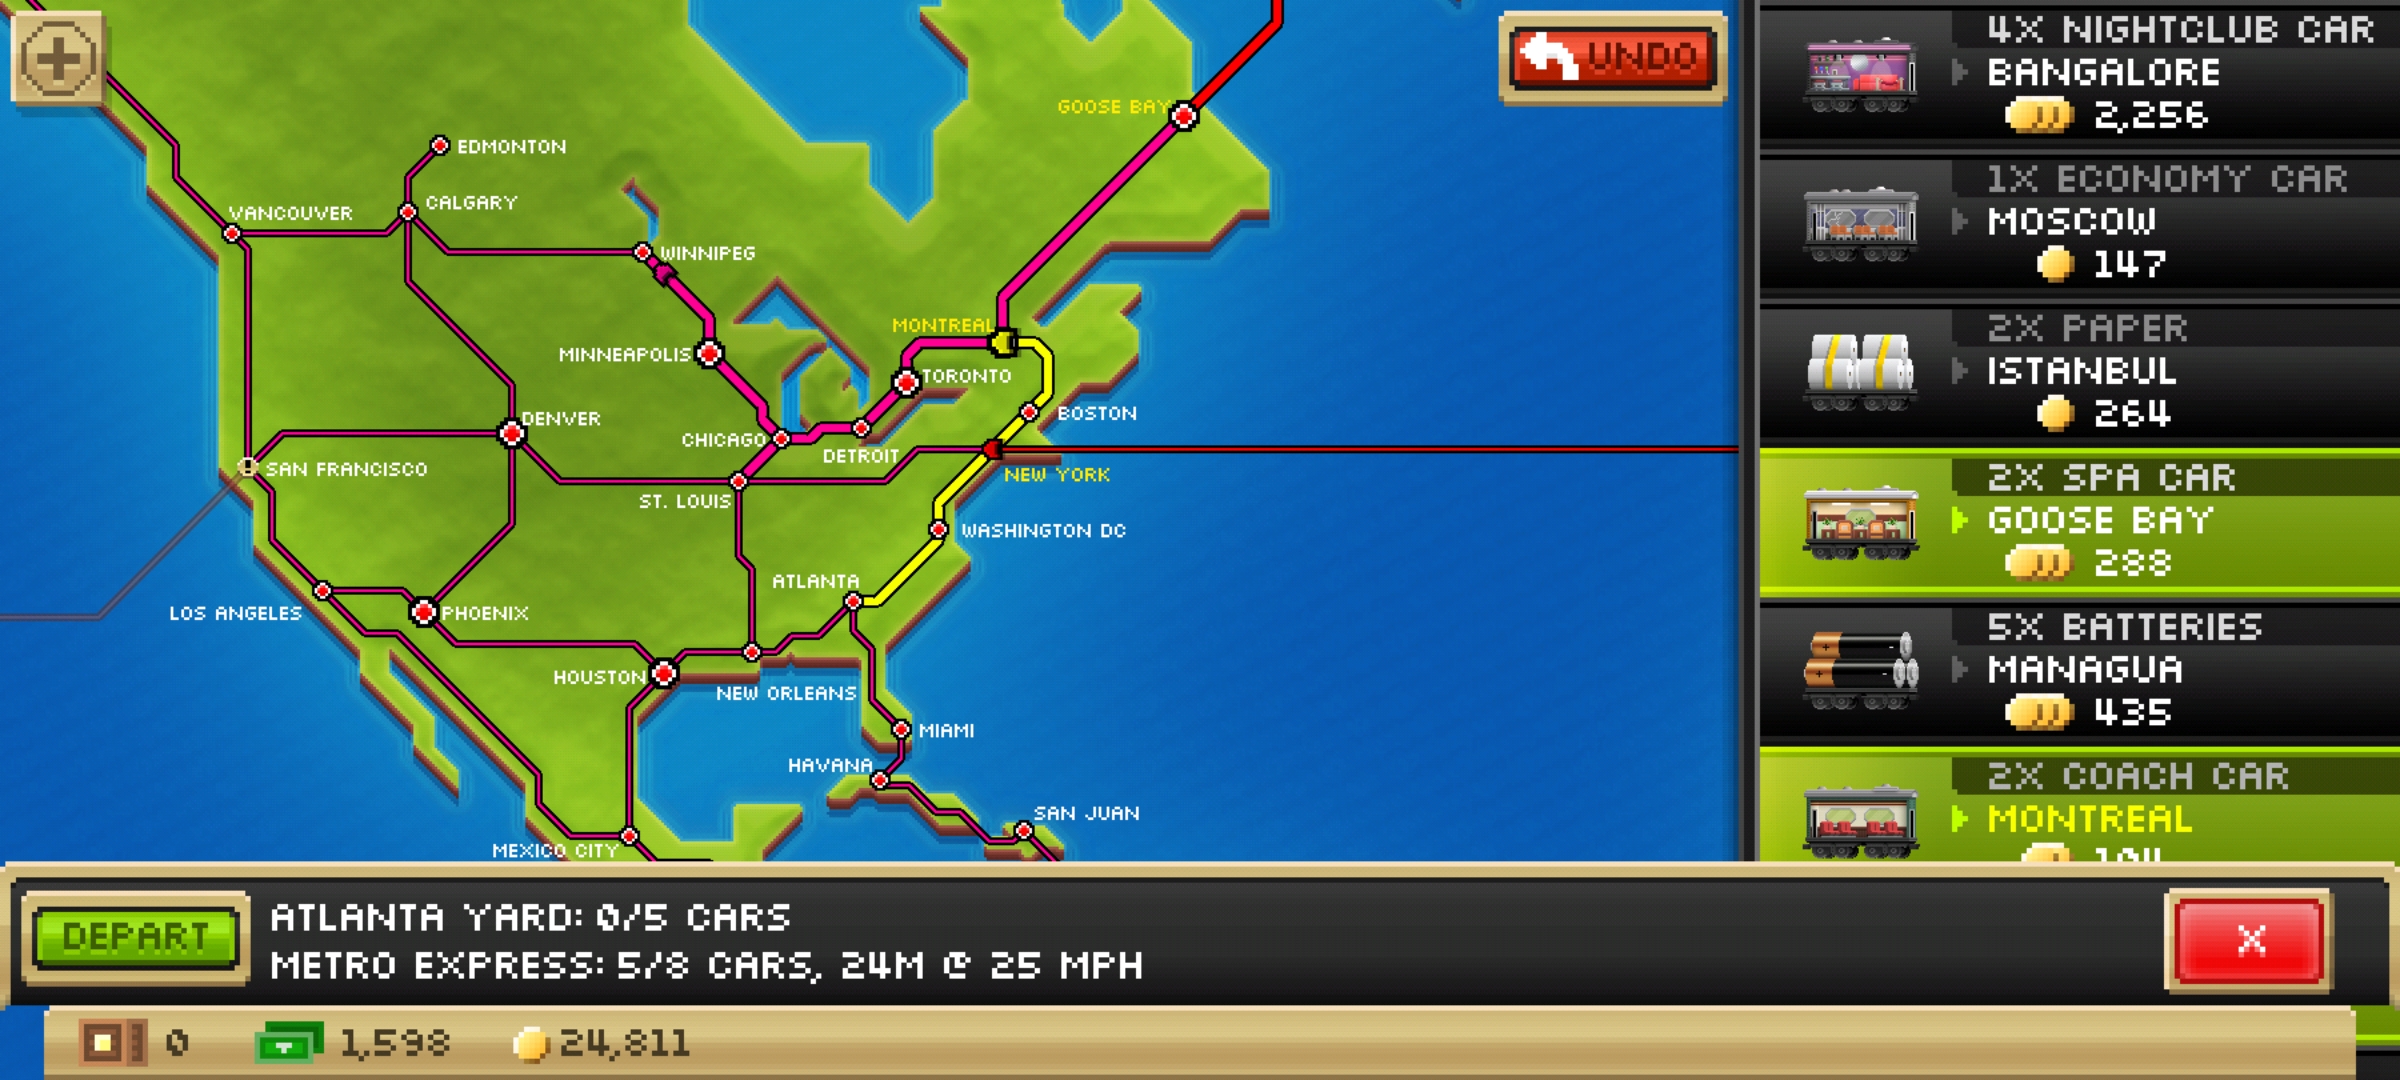 UNDO
GOOSE BAY
EDMONTON
CALGARY
VANCOUVER
WINNIPEG
MONTREAL
MINNEAPOLIS
TORONTO
DENVER
BOSTON
CHICAGO
DETROIT
SAN FRANCISCO
NEW YORK
ST. LOUIS
WASHINGTON DC
ATLANTA
LOS ANGELES
PHOENIX
HOUSTON
NEW ORLEANS
MIAMI
HAVANA
SAN JUAN
MEXICO CITY
4X NIGHTCLUB CAR
BANGALORE
2,256
1X ECONOMY CAR
MOSCOW
147
2X PAPER
ISTANBUL
264
2X SPA CAR
GOOSE BAY
288
5X BATTERIES
MANAGUA
435
2X COACH CAR
MONTREAL
DEPART
ATLANTA YARD: 0/5 CARS
METRO EXPRESS: 5/8 CARS, 24M @ 25 MPH
X
0
1,598
24,811